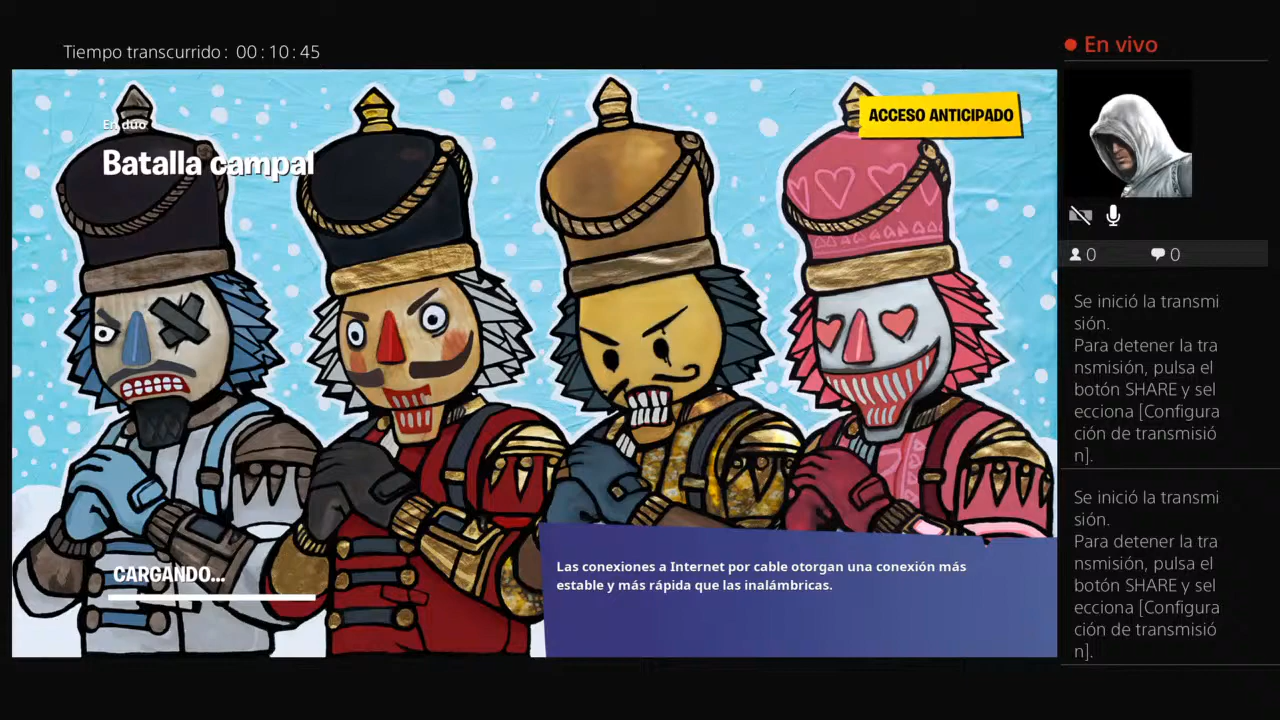 Tiempo transcurrido: 00:10:45
En vivo
En dúo
Batalla campal
ACCESO ANTICIPADO
0 0
Se inició la transmi
sión.
Para detener la tra
nsmisión, pulsa el
botón SHARE y sel
ecciona [Configura
ción de transmisió
n].
Se inició la transmi
sión.
Para detener la tra
nsmisión, pulsa el
botón SHARE y sel
ecciona [Configura
ción de transmisió
n].
CARGANDO...
Las conexiones a Internet por cable otorgan una conexión más
estable y más rápida que las inalámbricas.